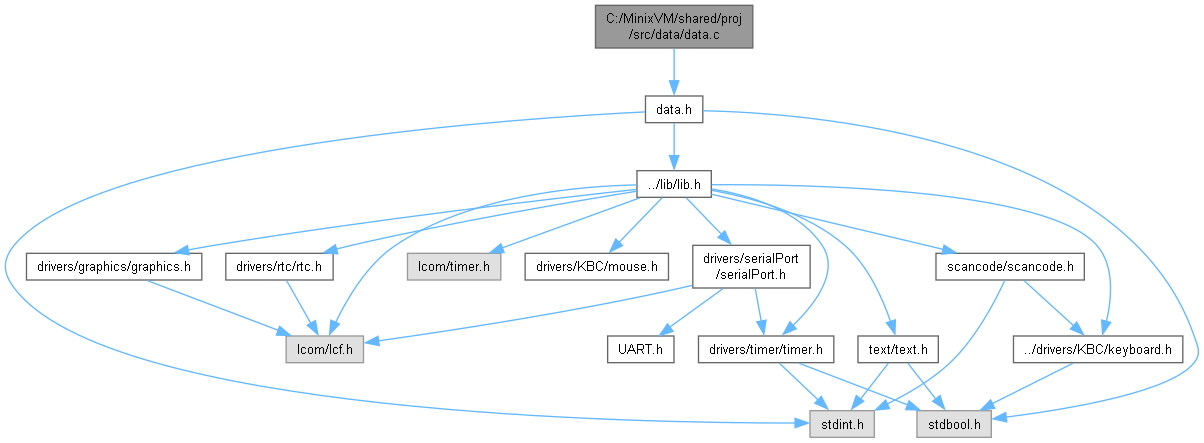 C:/MinixVM/shared/proj
/src/data/data.c
data.h
../lib/lib.h
drivers/graphics/graphics.h
drivers/rtc/rtc.h
lcom/timer.h
drivers/KBC/mouse.h
drivers/serialPort
/serialPort.h
scancode/scancode.h
lcom/lcf.h
UART.h
drivers/timer/timer.h
text/text.h
../drivers/KBC/keyboard.h
stdint.h
stdbool.h